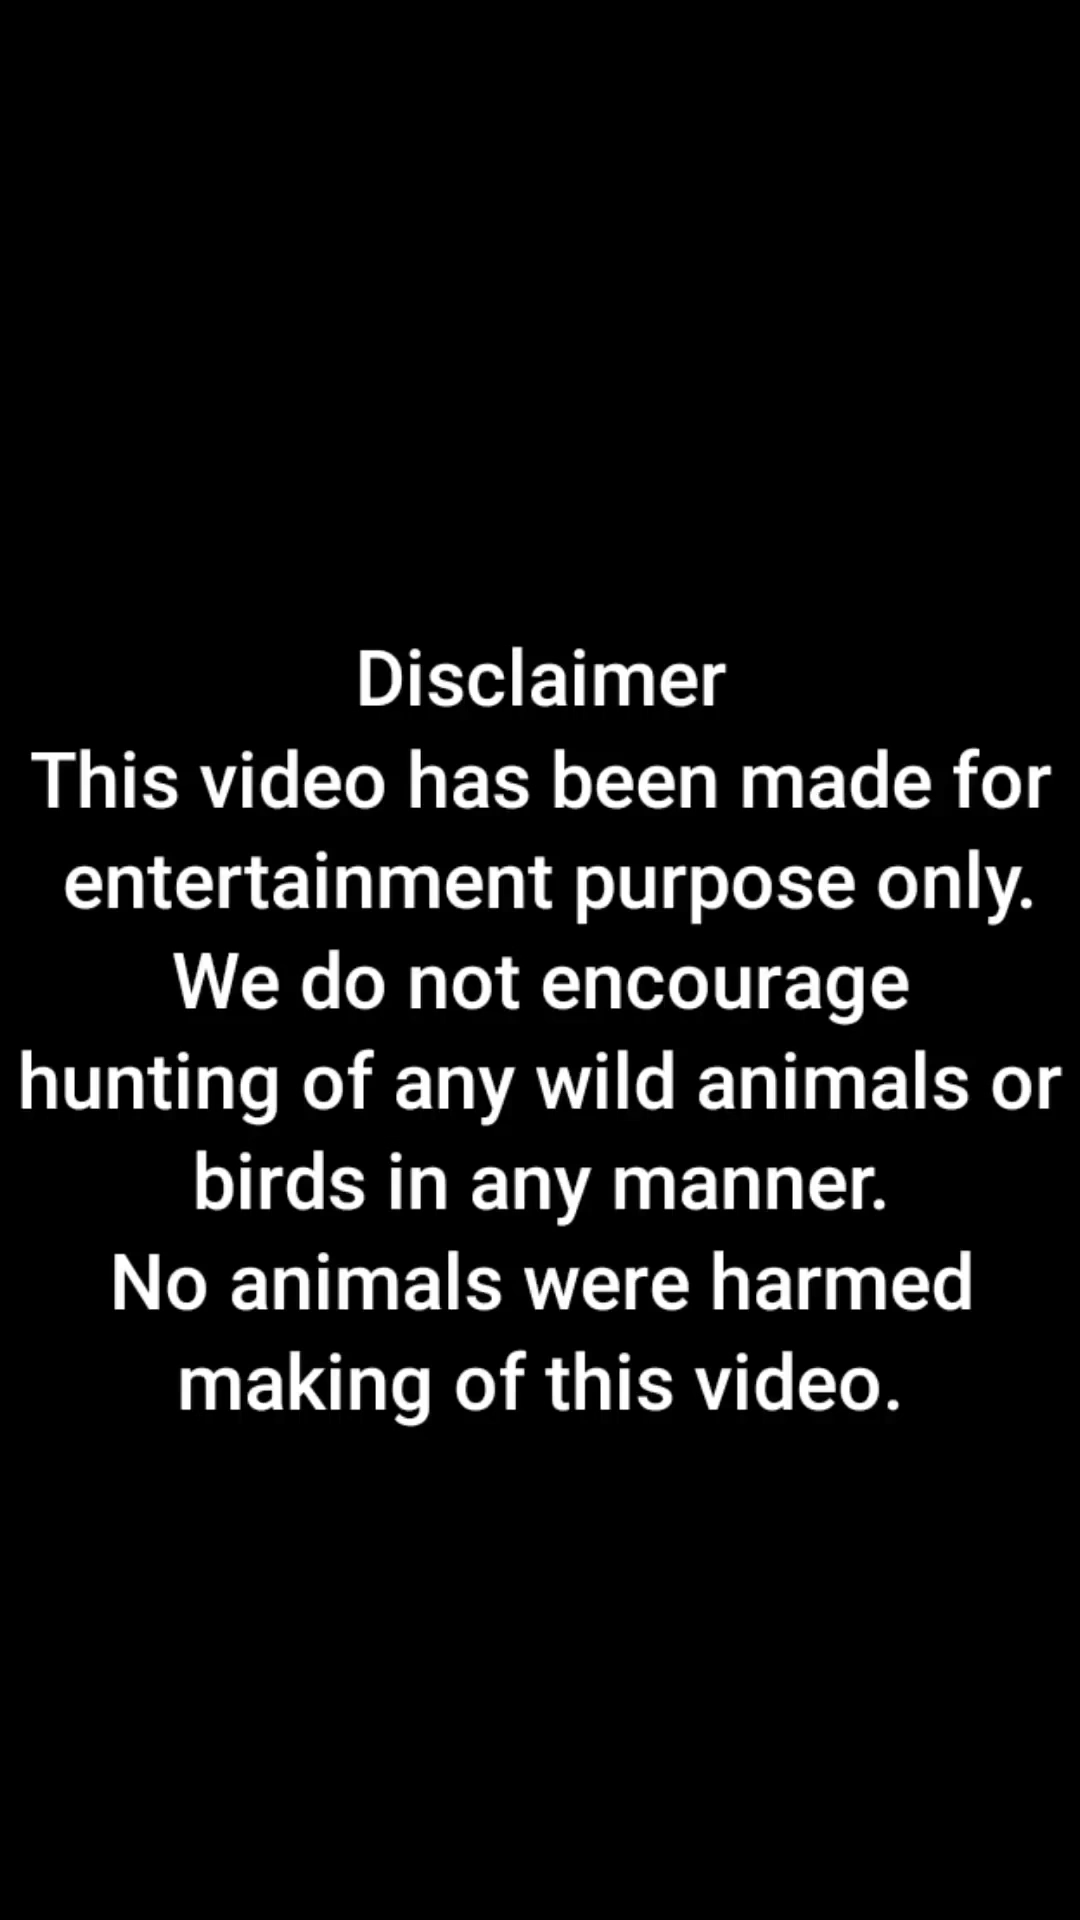 Disclaimer
This video has been made for
entertainment purpose only.
We do not encourage
hunting of any wild animals or
birds in any manner.
No animals were harmed
making of this video.